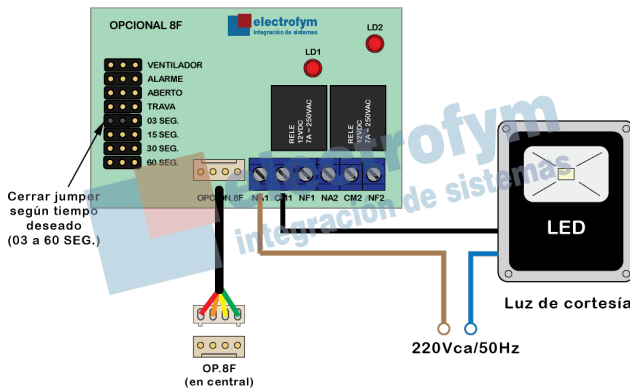 OPCIONAL 8F
electrofym
integración de sistemas
LD2
LD1
VENTILADOR
ALARME
ABERTO
TRAVA
03 SEG.
15 SEG.
30 SEG.
60 SEG.
RELE
12VDC
7A ~ 250VAC
RELE
12VDC
7A ~ 250VAC
OPCION.8F
NA1
CM1
NF1
NA2
CM2
NF2
Cerrar jumper
según tiempo
deseado
(03 a 60 SEG.)
electrofym
integración de sistemas
LED
Luz de cortesía
220Vca/50Hz
OP.8F
(en central)